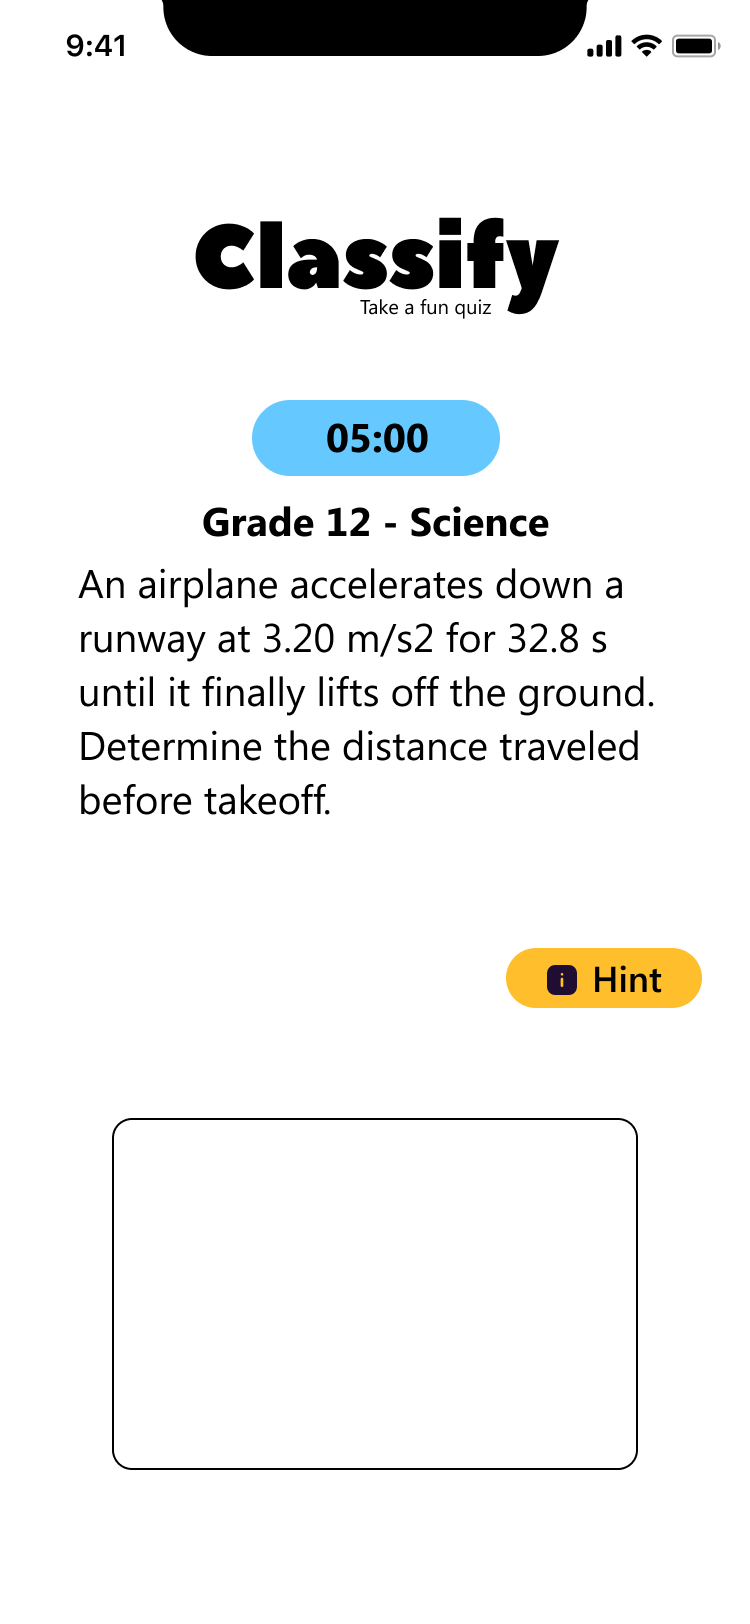 9:41
Classify
Take a fun quiz
05:00
Grade 12 - Science
An airplane accelerates down a
runway at 3.20 m/s2 for 32.8 s
until it finally lifts off the ground.
Determine the distance traveled
before takeoff.
i Hint